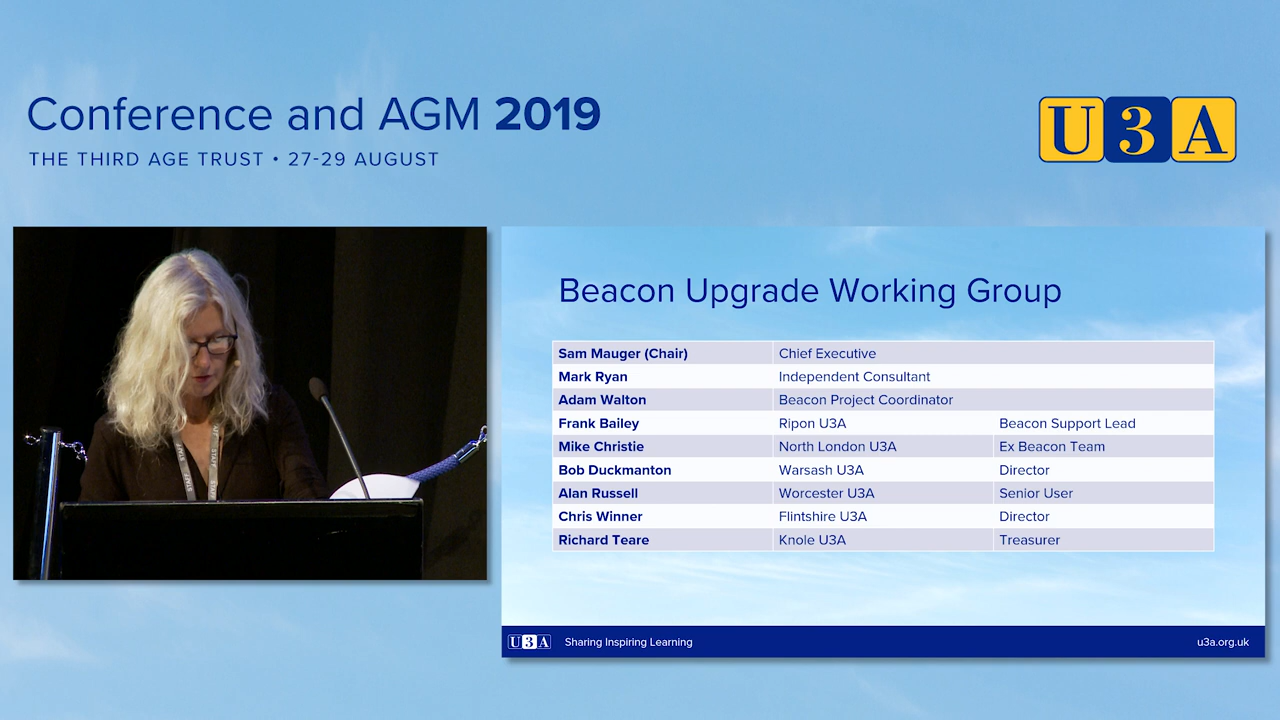 Conference and AGM 2019
THE THIRD AGE TRUST • 27-29 AUGUST
U3A
STAFF
STAFF
Beacon Upgrade Working Group
Sam Mauger (Chair) Chief Executive
Mark Ryan Independent Consultant
Adam Walton Beacon Project Coordinator
Frank Bailey Ripon U3A Beacon Support Lead
Mike Christie North London U3A Ex Beacon Team
Bob Duckmanton Warsash U3A Director
Alan Russell Worcester U3A Senior User
Chris Winner Flintshire U3A Director
Richard Teare Knole U3A Treasurer
U3A Sharing Inspiring Learning u3a.org.uk